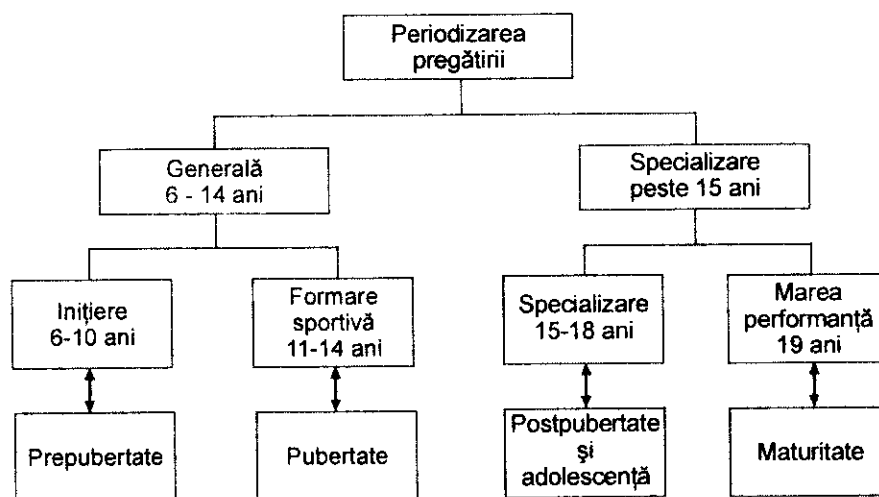 Periodizarea
pregătirii
Generală
6 - 14 ani
Specializare
peste 15 ani
Inițiere
6-10 ani
Formare
sportivă
11-14 ani
Specializare
15-18 ani
Marea
performanță
19 ani
Prepubertate
Pubertate
Postpubertate
și
adolescență
Maturitate